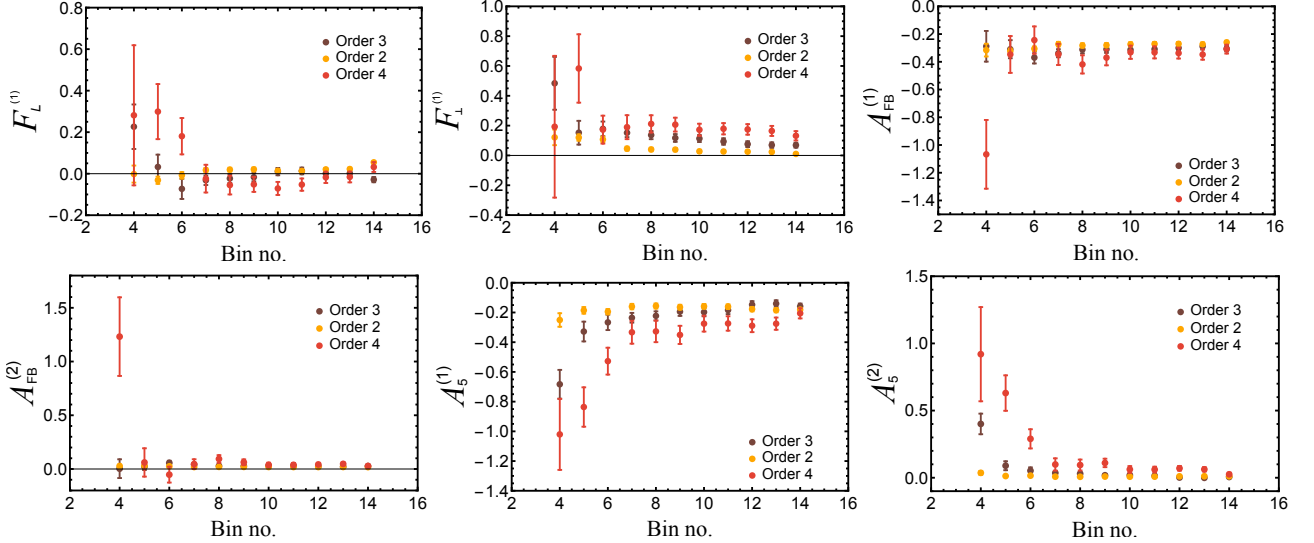 F_L^(1)
0.8
0.6
0.4
0.2
0.0
−0.2
Order 3
Order 2
Order 4
2 4 6 8 10 12 14 16
Bin no.
F_⊥^(1)
1.0
0.8
0.6
0.4
0.2
0.0
−0.2
−0.4
Order 3
Order 2
Order 4
2 4 6 8 10 12 14 16
Bin no.
A_FB^(1)
0.0
−0.2
−0.4
−0.6
−0.8
−1.0
−1.2
−1.4
Order 3
Order 2
Order 4
2 4 6 8 10 12 14 16
Bin no.
A_FB^(2)
1.5
1.0
0.5
0.0
Order 3
Order 2
Order 4
2 4 6 8 10 12 14 16
Bin no.
A_5^(1)
0.0
−0.2
−0.4
−0.6
−0.8
−1.0
−1.2
−1.4
Order 3
Order 2
Order 4
2 4 6 8 10 12 14 16
Bin no.
A_5^(2)
1.5
1.0
0.5
0.0
Order 3
Order 2
Order 4
2 4 6 8 10 12 14 16
Bin no.